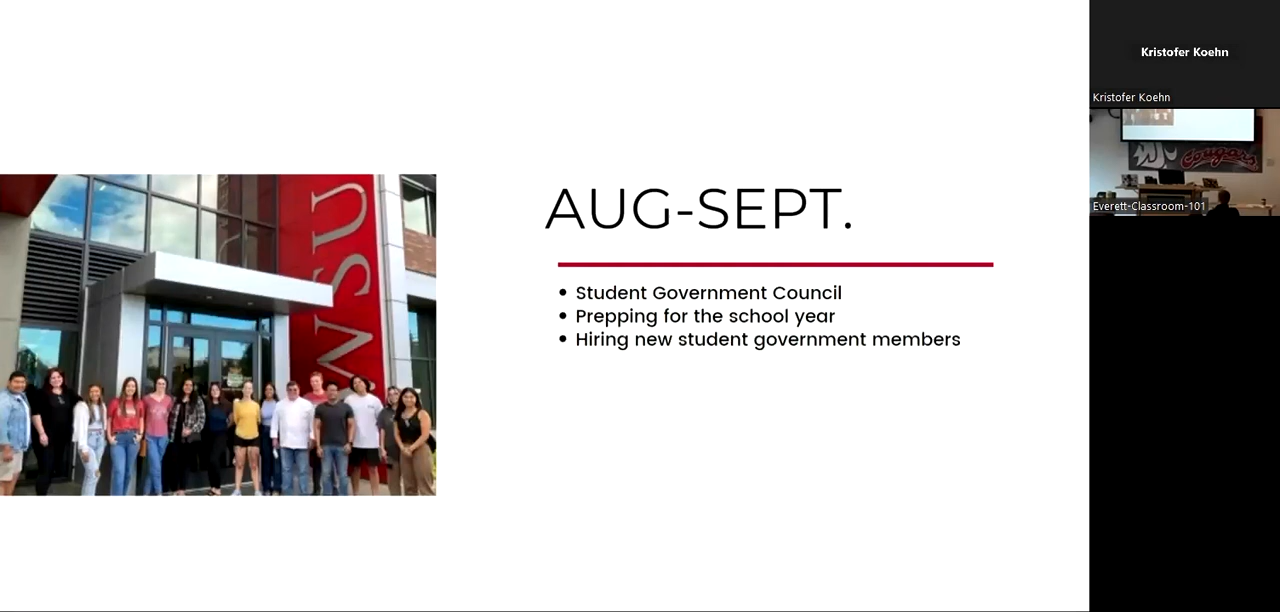 AUG-SEPT.
• Student Government Council
• Prepping for the school year
• Hiring new student government members
WSU
Kristofer Koehn
Kristofer Koehn
Cougars
Everett-Classroom-101